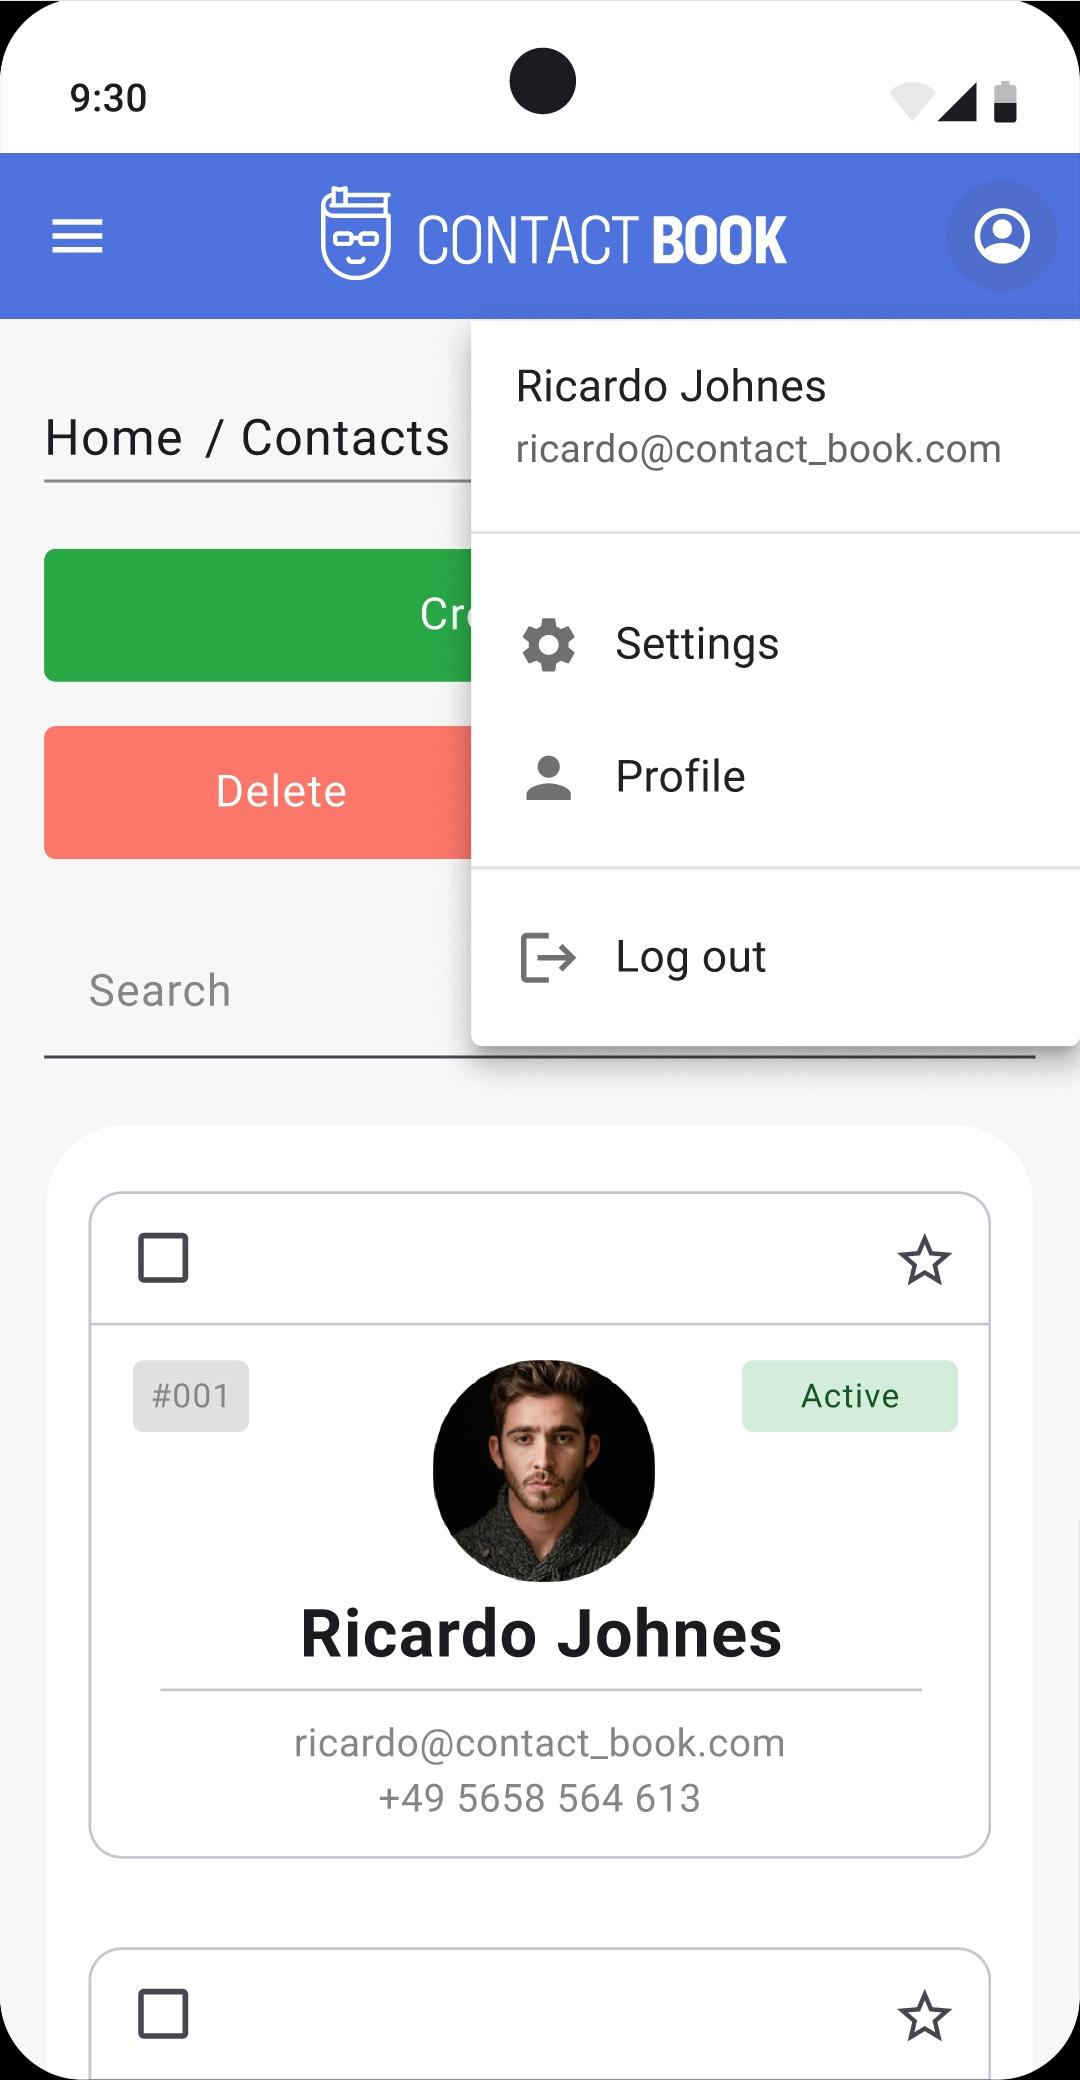 9:30
CONTACT BOOK
Ricardo Johnes
ricardo@contact_book.com
Home / Contacts
Settings
Profile
Delete
Log out
Search
#001
Active
Ricardo Johnes
ricardo@contact_book.com
+49 5658 564 613